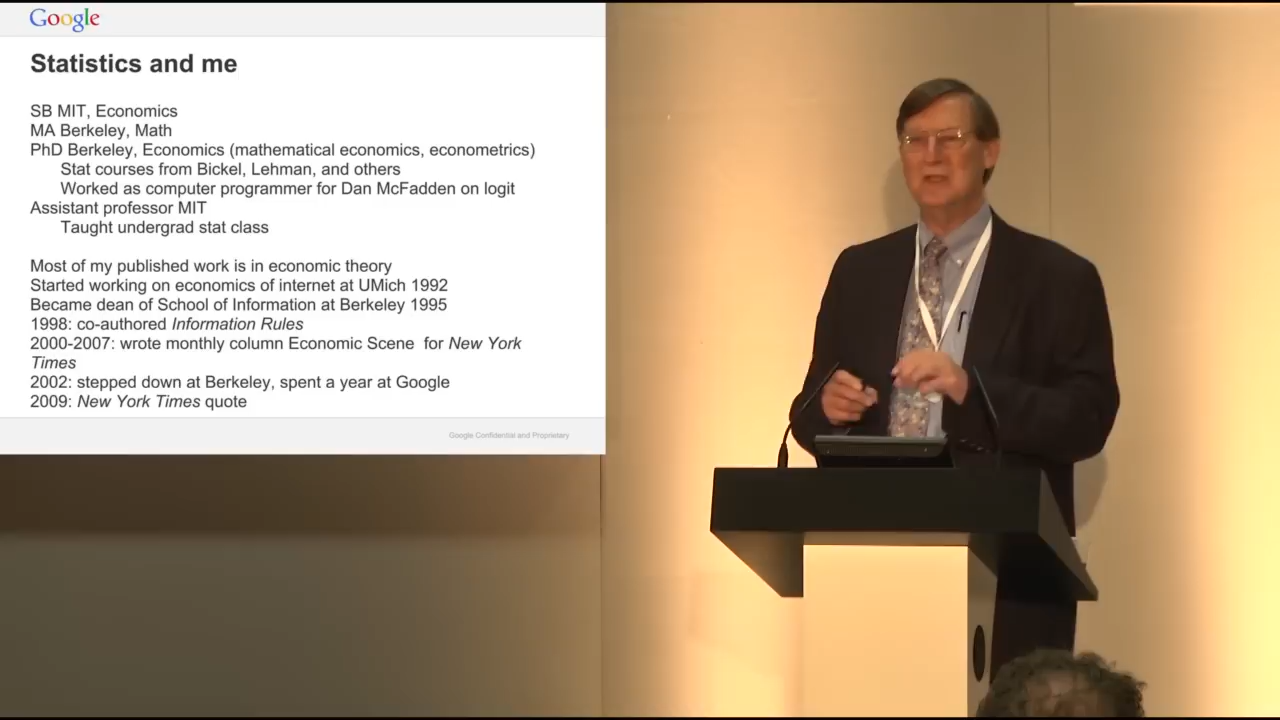 Google
Statistics and me
SB MIT, Economics
MA Berkeley, Math
PhD Berkeley, Economics (mathematical economics, econometrics)
Stat courses from Bickel, Lehman, and others
Worked as computer programmer for Dan McFadden on logit
Assistant professor MIT
Taught undergrad stat class
Most of my published work is in economic theory
Started working on economics of internet at UMich 1992
Became dean of School of Information at Berkeley 1995
1998: co-authored Information Rules
2000-2007: wrote monthly column Economic Scene for New York
Times
2002: stepped down at Berkeley, spent a year at Google
2009: New York Times quote
Google Confidential and Proprietary